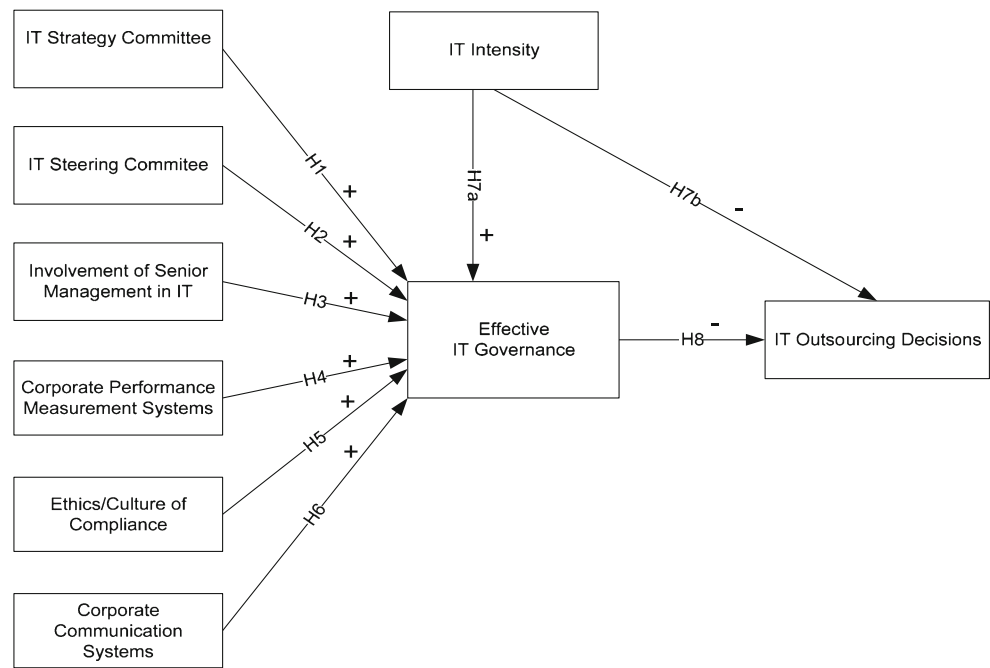 IT Strategy Committee
IT Intensity
IT Steering Commitee
Involvement of Senior
Management in IT
Corporate Performance
Measurement Systems
Ethics/Culture of
Compliance
Corporate
Communication
Systems
Effective
IT Governance
IT Outsourcing Decisions
H1
+
H2
+
H3
+
H4
+
H5
+
H6
+
H7a
+
H7b
-
H8
-